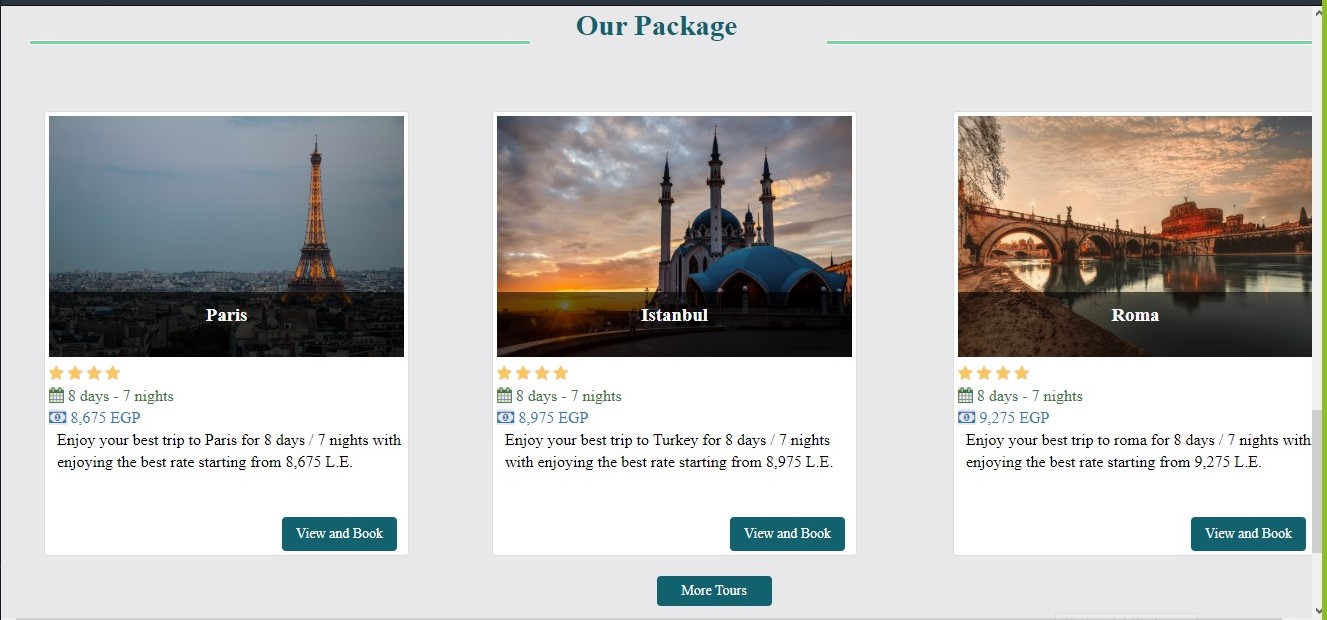 Our Package
Paris
8 days - 7 nights
8,675 EGP
Enjoy your best trip to Paris for 8 days / 7 nights with
enjoying the best rate starting from 8,675 L.E.
View and Book
Istanbul
8 days - 7 nights
8,975 EGP
Enjoy your best trip to Turkey for 8 days / 7 nights
with enjoying the best rate starting from 8,975 L.E.
View and Book
Roma
8 days - 7 nights
9,275 EGP
Enjoy your best trip to roma for 8 days / 7 nights with
enjoying the best rate starting from 9,275 L.E.
View and Book
More Tours